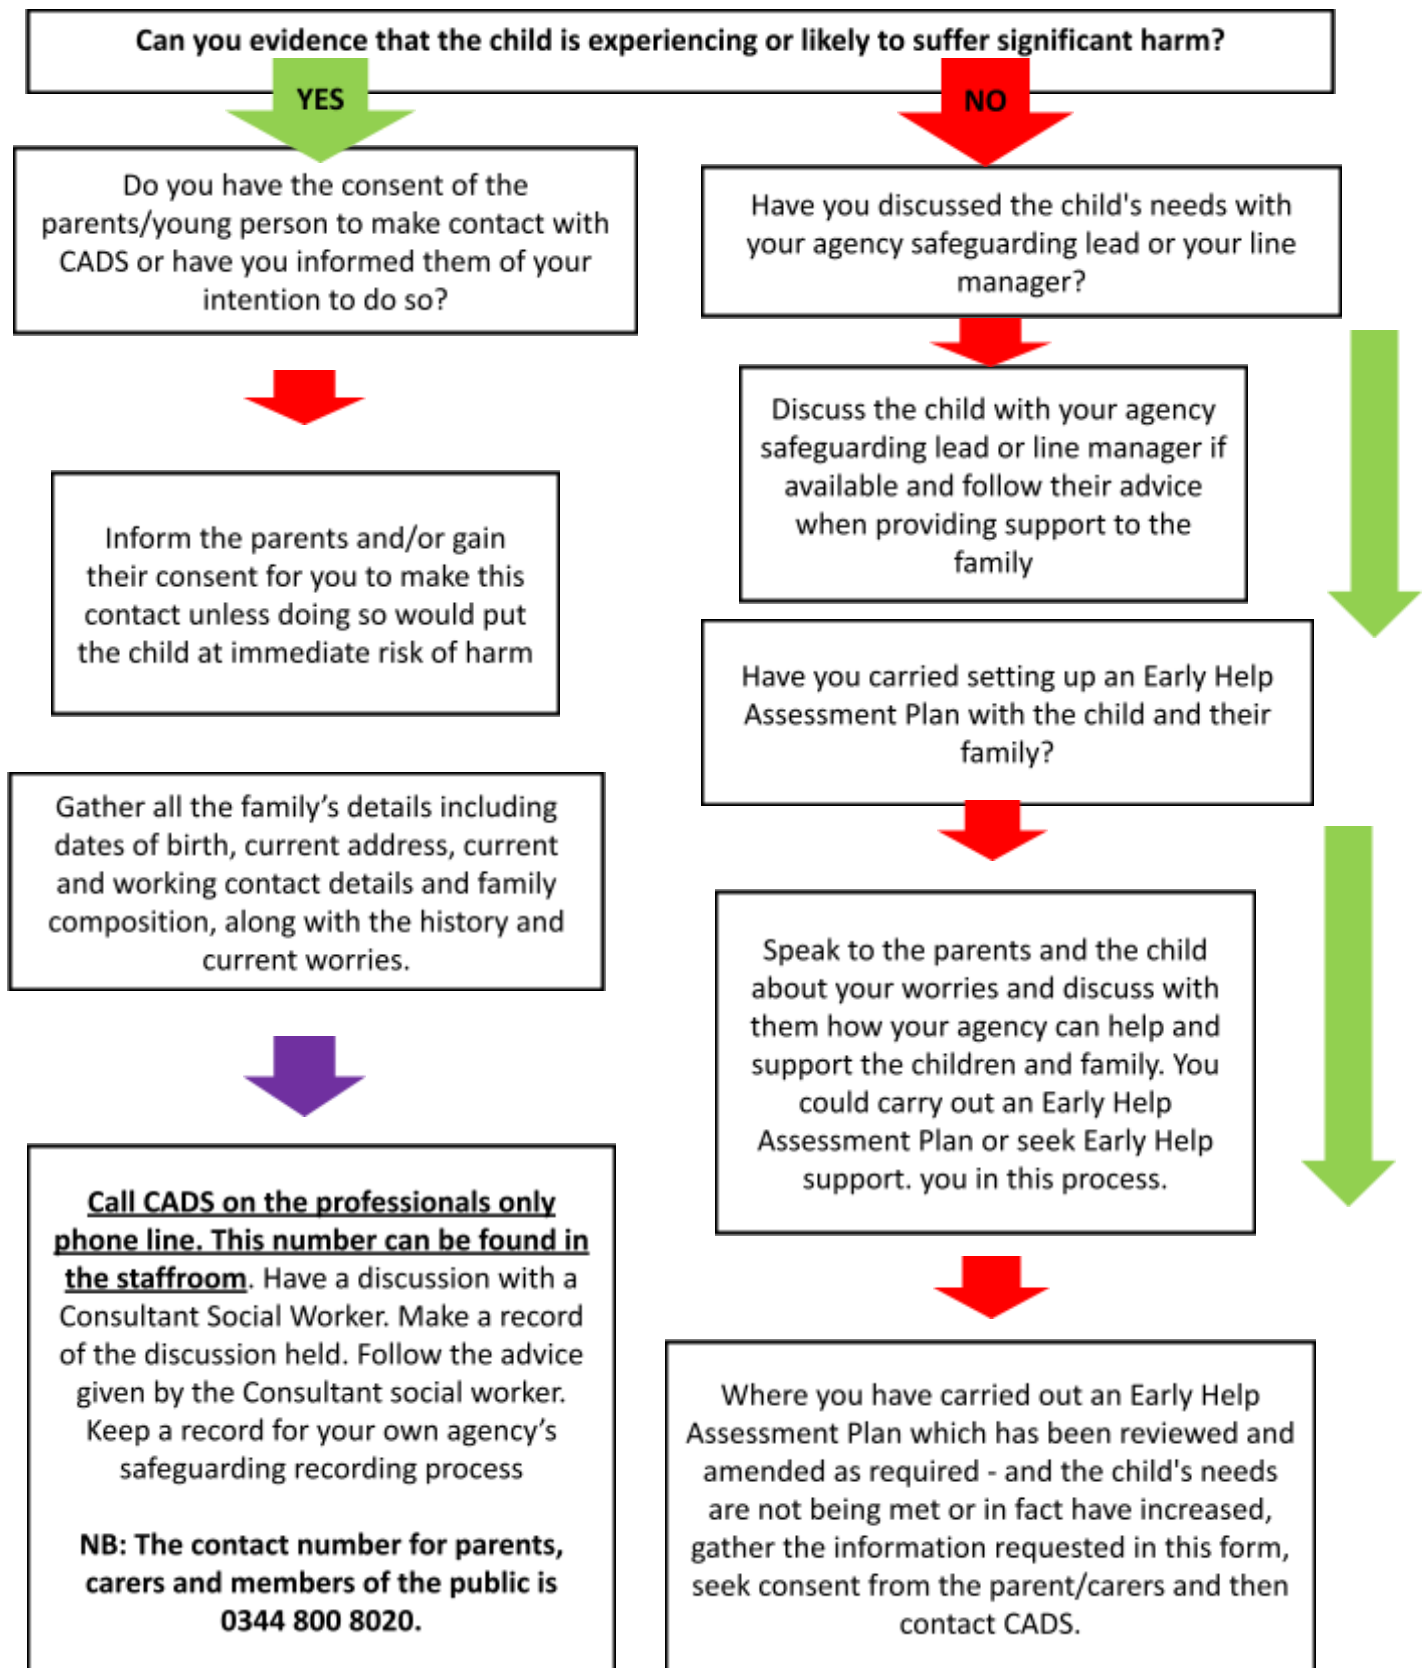 Can you evidence that the child is experiencing or likely to suffer significant harm?
YES
NO
Do you have the consent of the
parents/young person to make contact with
CADS or have you informed them of your
intention to do so?
Inform the parents and/or gain
their consent for you to make this
contact unless doing so would put
the child at immediate risk of harm
Gather all the family’s details including
dates of birth, current address, current
and working contact details and family
composition, along with the history and
current worries.
Call CADS on the professionals only
phone line. This number can be found in
the staffroom. Have a discussion with a
Consultant Social Worker. Make a record
of the discussion held. Follow the advice
given by the Consultant social worker.
Keep a record for your own agency’s
safeguarding recording process
NB: The contact number for parents,
carers and members of the public is
0344 800 8020.
Have you discussed the child's needs with
your agency safeguarding lead or your line
manager?
Discuss the child with your agency
safeguarding lead or line manager if
available and follow their advice
when providing support to the
family
Have you carried setting up an Early Help
Assessment Plan with the child and their
family?
Speak to the parents and the child
about your worries and discuss with
them how your agency can help and
support the children and family. You
could carry out an Early Help
Assessment Plan or seek Early Help
support. you in this process.
Where you have carried out an Early Help
Assessment Plan which has been reviewed and
amended as required - and the child's needs
are not being met or in fact have increased,
gather the information requested in this form,
seek consent from the parent/carers and then
contact CADS.